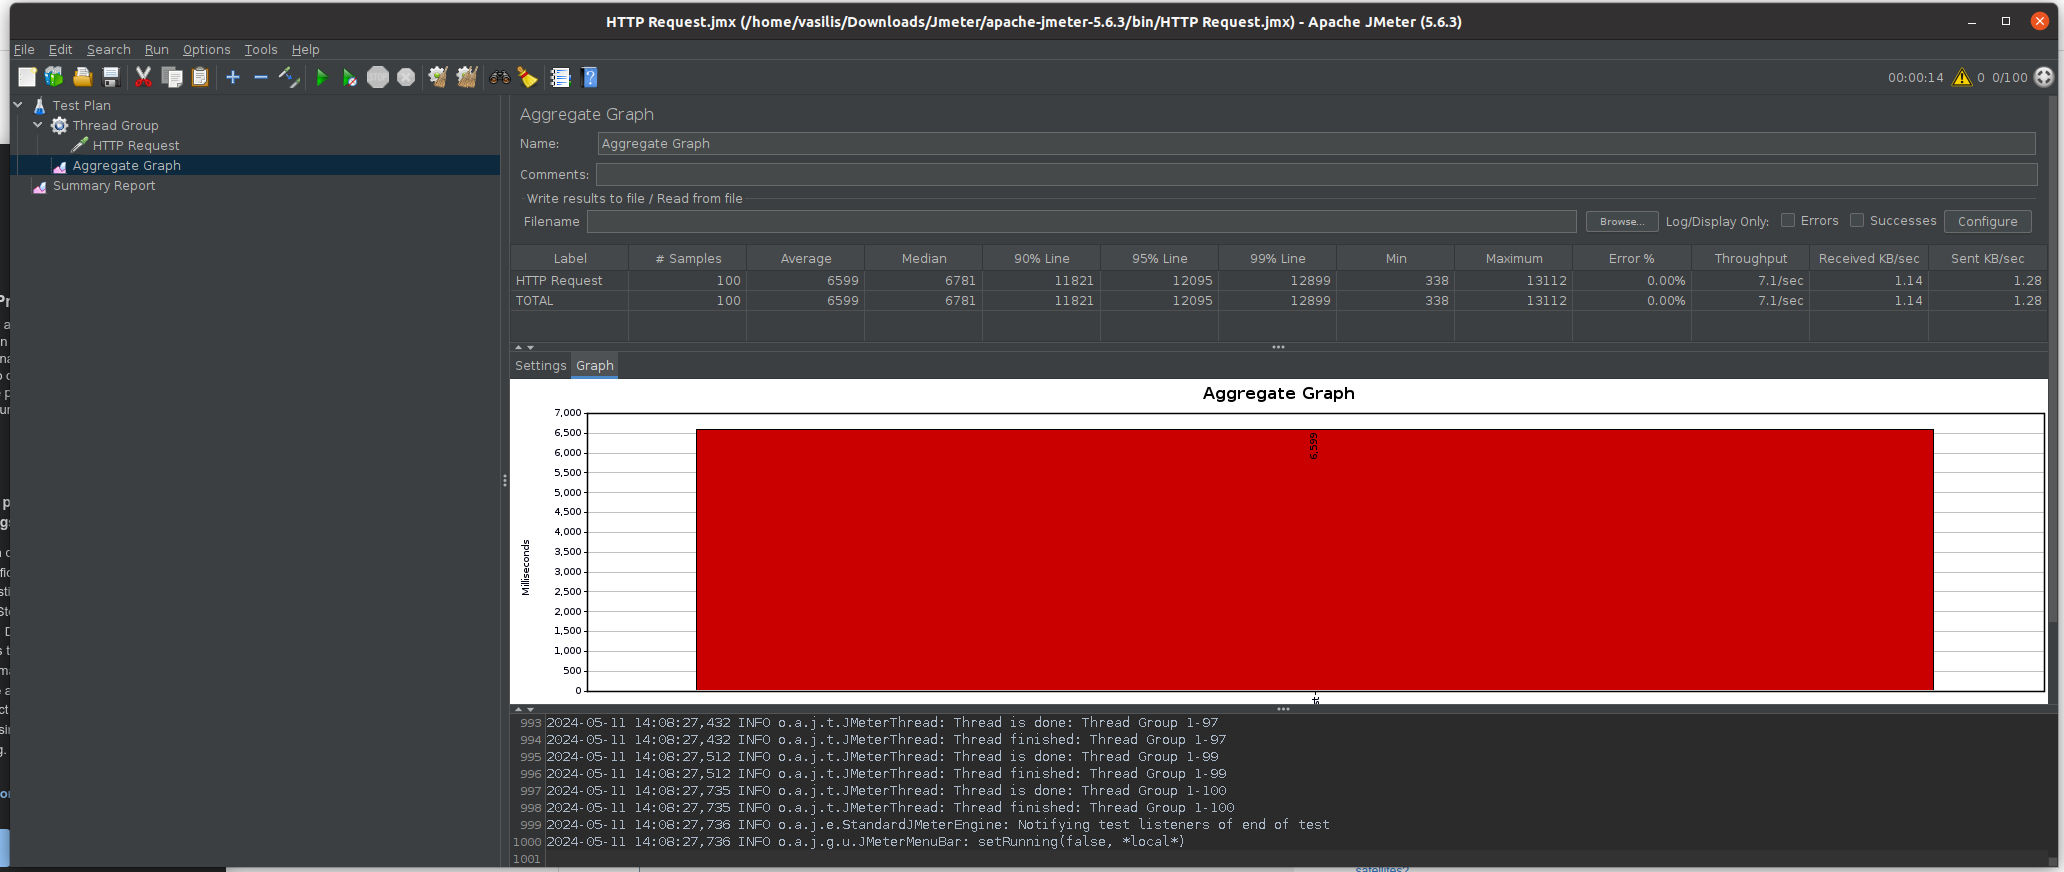 HTTP Request.jmx (/home/vasilis/Downloads/Jmeter/apache-jmeter-5.6.3/bin/HTTP Request.jmx) - Apache JMeter (5.6.3)
File Edit Search Run Options Tools Help
00:00:14 0 0/100
Test Plan
Thread Group
HTTP Request
Aggregate Graph
Summary Report
Aggregate Graph
Name: Aggregate Graph
Comments:
Write results to file / Read from file
Filename Browse... Log/Display Only: Errors Successes Configure
Label # Samples Average Median 90% Line 95% Line 99% Line Min Maximum Error % Throughput Received KB/sec Sent KB/sec
HTTP Request 100 6599 6781 11821 12095 12899 338 13112 0.00% 7.1/sec 1.14 1.28
TOTAL 100 6599 6781 11821 12095 12899 338 13112 0.00% 7.1/sec 1.14 1.28
Settings Graph
Aggregate Graph
Milliseconds
7,000
6,500
6,000
5,500
5,000
4,500
4,000
3,500
3,000
2,500
2,000
1,500
1,000
500
0
6,599
993 2024-05-11 14:08:27,432 INFO o.a.j.t.JMeterThread: Thread is done: Thread Group 1-97
994 2024-05-11 14:08:27,432 INFO o.a.j.t.JMeterThread: Thread finished: Thread Group 1-97
995 2024-05-11 14:08:27,512 INFO o.a.j.t.JMeterThread: Thread is done: Thread Group 1-99
996 2024-05-11 14:08:27,512 INFO o.a.j.t.JMeterThread: Thread finished: Thread Group 1-99
997 2024-05-11 14:08:27,735 INFO o.a.j.t.JMeterThread: Thread is done: Thread Group 1-100
998 2024-05-11 14:08:27,735 INFO o.a.j.t.JMeterThread: Thread finished: Thread Group 1-100
999 2024-05-11 14:08:27,736 INFO o.a.j.e.StandardJMeterEngine: Notifying test listeners of end of test
1000 2024-05-11 14:08:27,736 INFO o.a.j.g.u.JMeterMenuBar: setRunning(false, *local*)
1001